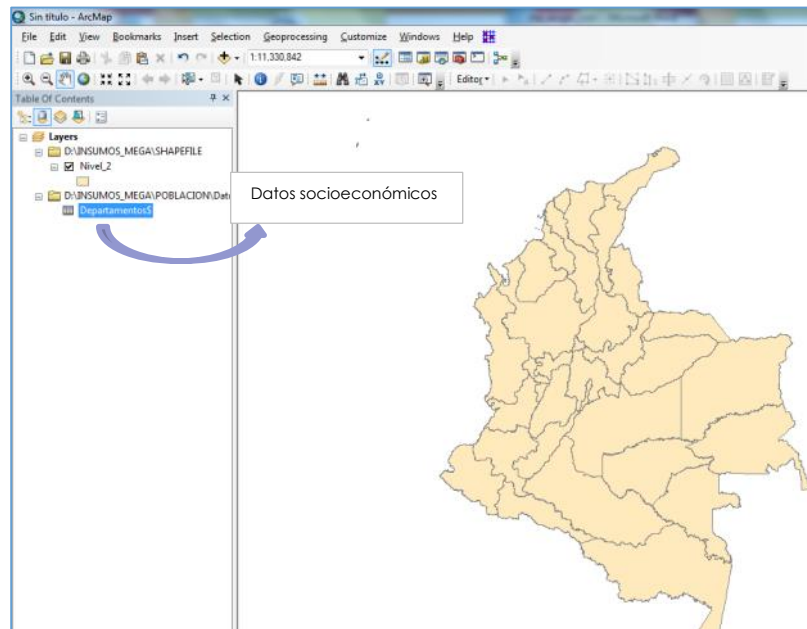 Sin título - ArcMap
File Edit View Bookmarks Insert Selection Geoprocessing Customize Windows Help
1:11,330,842
Editor
Table Of Contents
Layers
D:\INSUMOS_MEGA\SHAPEFILE
Nivel_2
D:\INSUMOS_MEGA\POBLACION\Dat
Departamentos$
Datos socioeconómicos